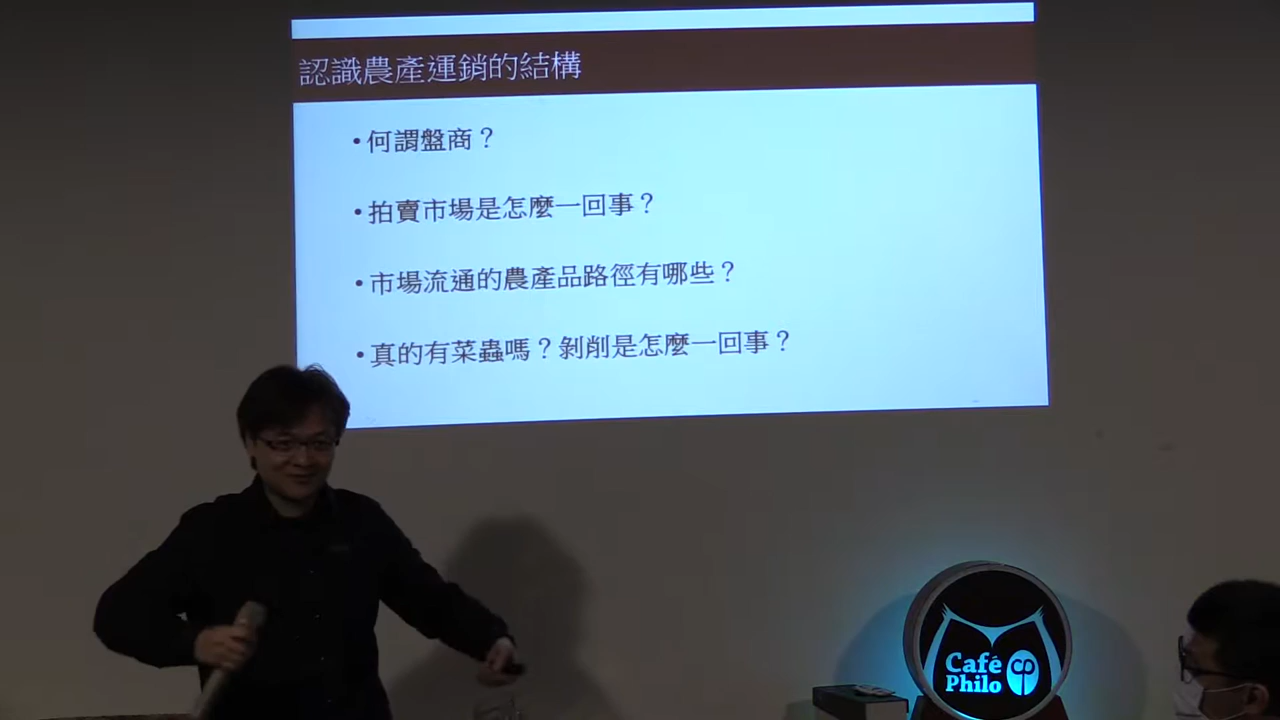 認識農產運銷的結構
•何謂盤商？
•拍賣市場是怎麼一回事？
•市場流通的農產品路徑有哪些？
•真的有菜蟲嗎？剝削是怎麼一回事？
Café
Philo
cp